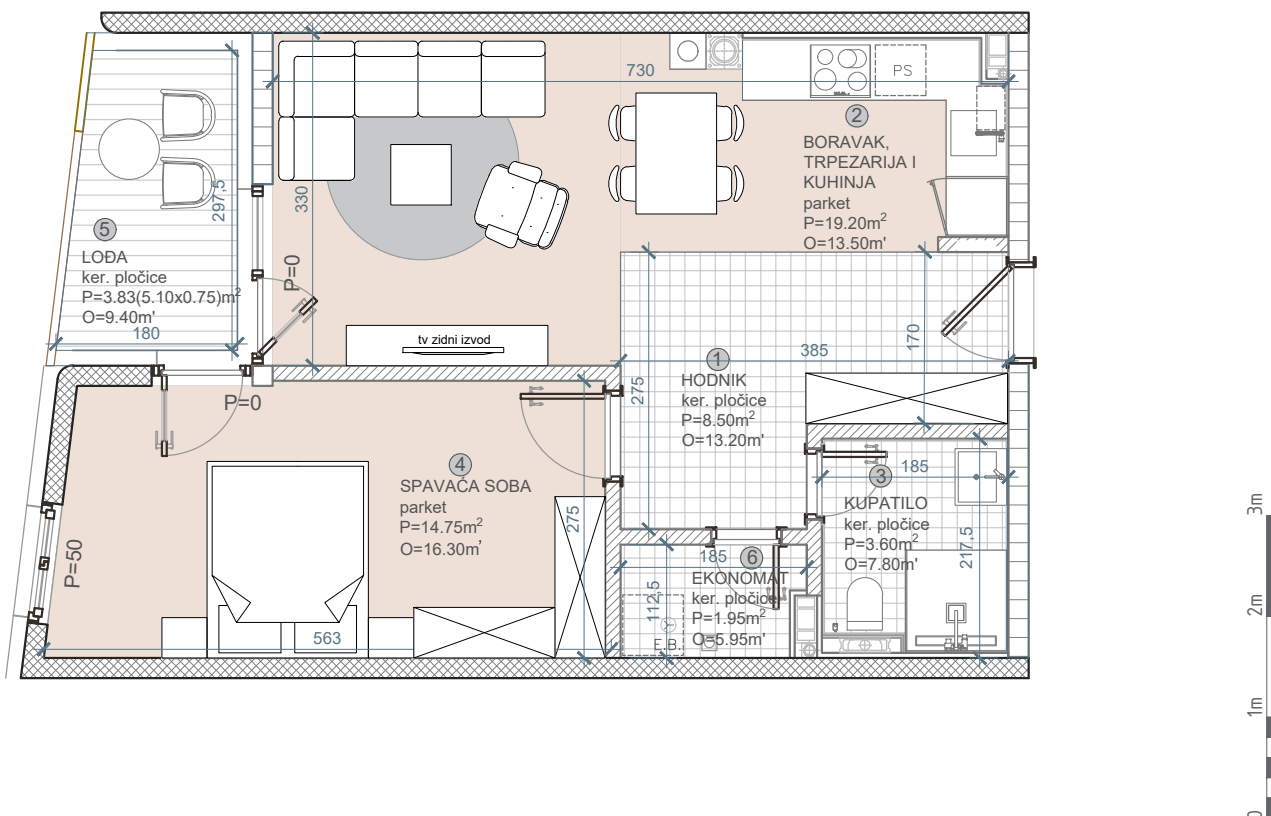 730
PS
2
BORAVAK,
TRPEZARIJA I
KUHINJA
parket
P=19.20m²
O=13.50m'
330
297,5
5
LOĐA
ker. pločice
P=3.83(5.10x0.75)m²
O=9.40m'
180
P=0
tv zidni izvod
1
HODNIK
ker. pločice
P=8.50m²
O=13.20m'
385
170
275
P=0
4
SPAVAĆA SOBA
parket
P=14.75m²
O=16.30m'
275
P=50
563
185
3
KUPATILO
ker. pločice
P=3.60m²
O=7.80m'
217,5
185
6
EKONOMAT
ker. pločice
P=1.95m²
O=5.95m'
112,5
E.B.
3m
2m
1m
0